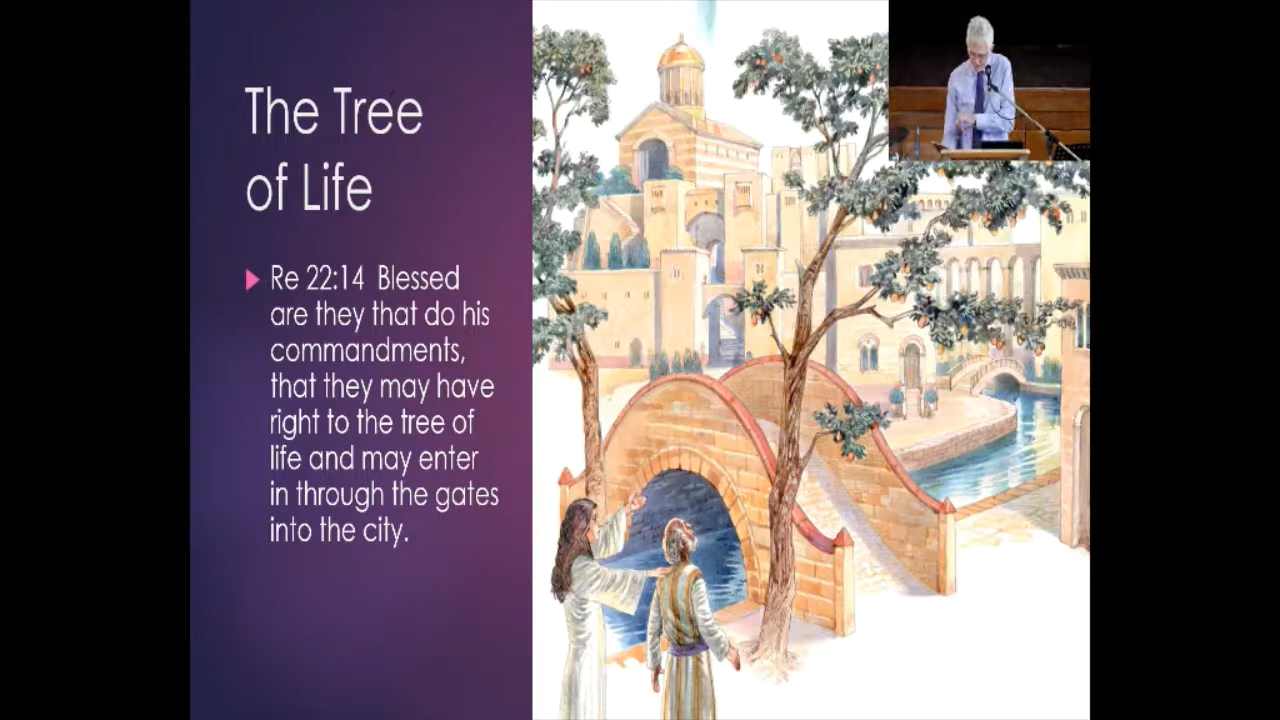 The Tree
of Life
Re 22:14  Blessed
are they that do his
commandments,
that they may have
right to the tree of
life and may enter
in through the gates
into the city.